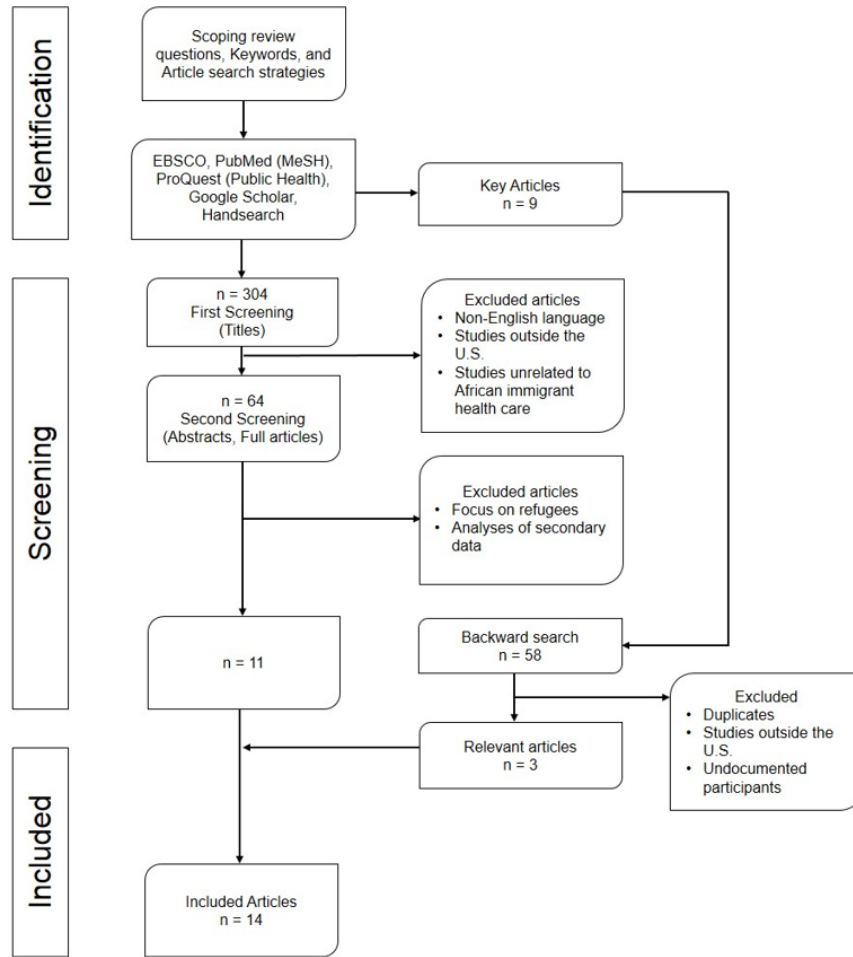 Identification
Scoping review
questions, Keywords, and
Article search strategies
EBSCO, PubMed (MeSH),
ProQuest (Public Health),
Google Scholar,
Handsearch
Key Articles
n = 9
Screening
n = 304
First Screening
(Titles)
Excluded articles
• Non-English language
• Studies outside the
U.S.
• Studies unrelated to
African immigrant
health care
n = 64
Second Screening
(Abstracts, Full articles)
Excluded articles
• Focus on refugees
• Analyses of secondary
data
n = 11
Backward search
n = 58
Excluded
• Duplicates
• Studies outside the
U.S.
• Undocumented
participants
Relevant articles
n = 3
Included
Included Articles
n = 14